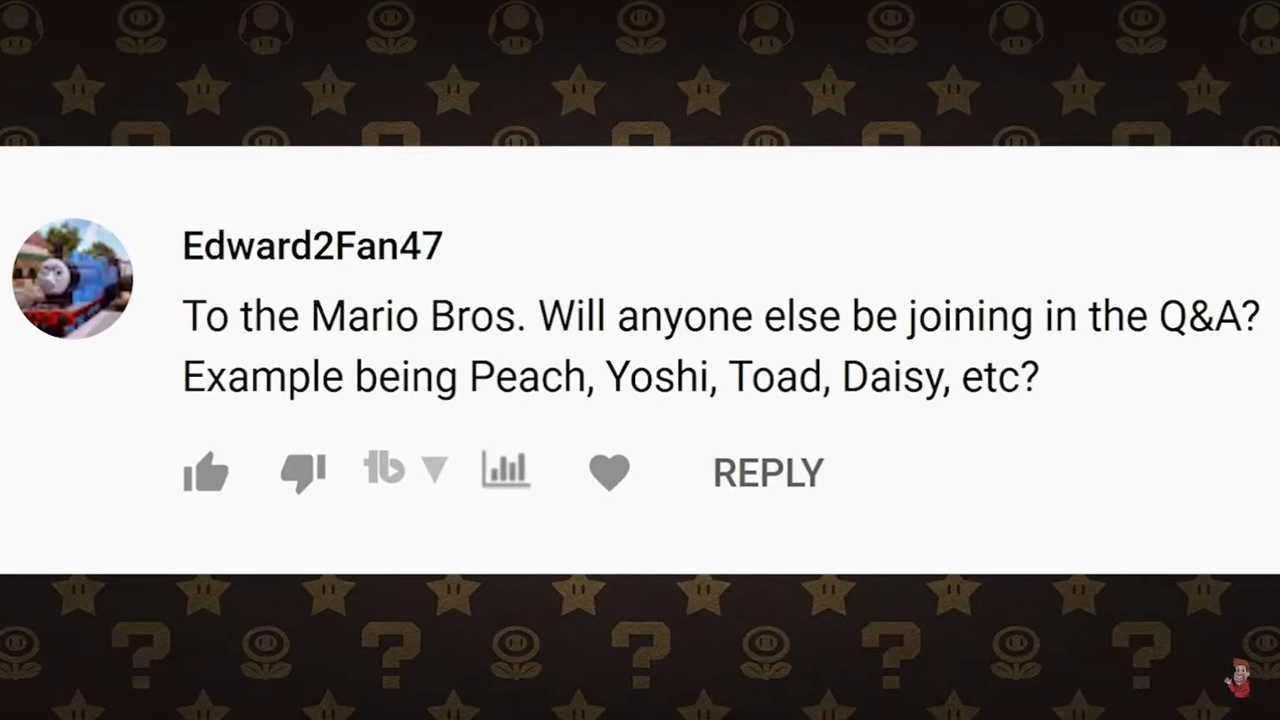 Edward2Fan47
To the Mario Bros. Will anyone else be joining in the Q&A?
Example being Peach, Yoshi, Toad, Daisy, etc?
tb
REPLY